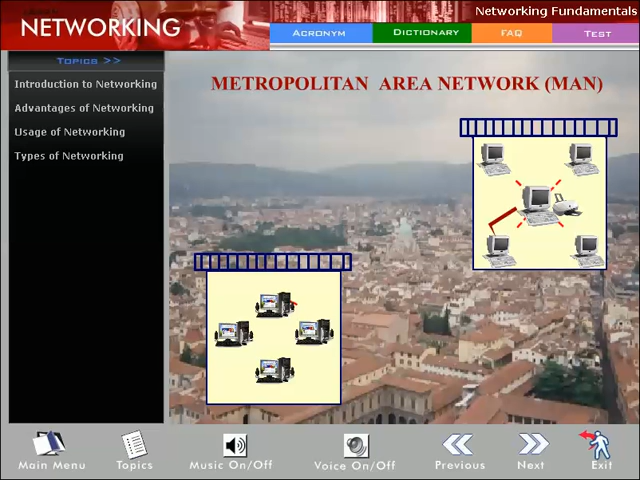 NETWORKING
Networking Fundamentals
ACRONYM
DICTIONARY
FAQ
TEST
TOPICS >>
Introduction to Networking
Advantages of Networking
Usage of Networking
Types of Networking
METROPOLITAN AREA NETWORK (MAN)
Main Menu
Topics
Music On/Off
Voice On/Off
Previous
Next
Exit